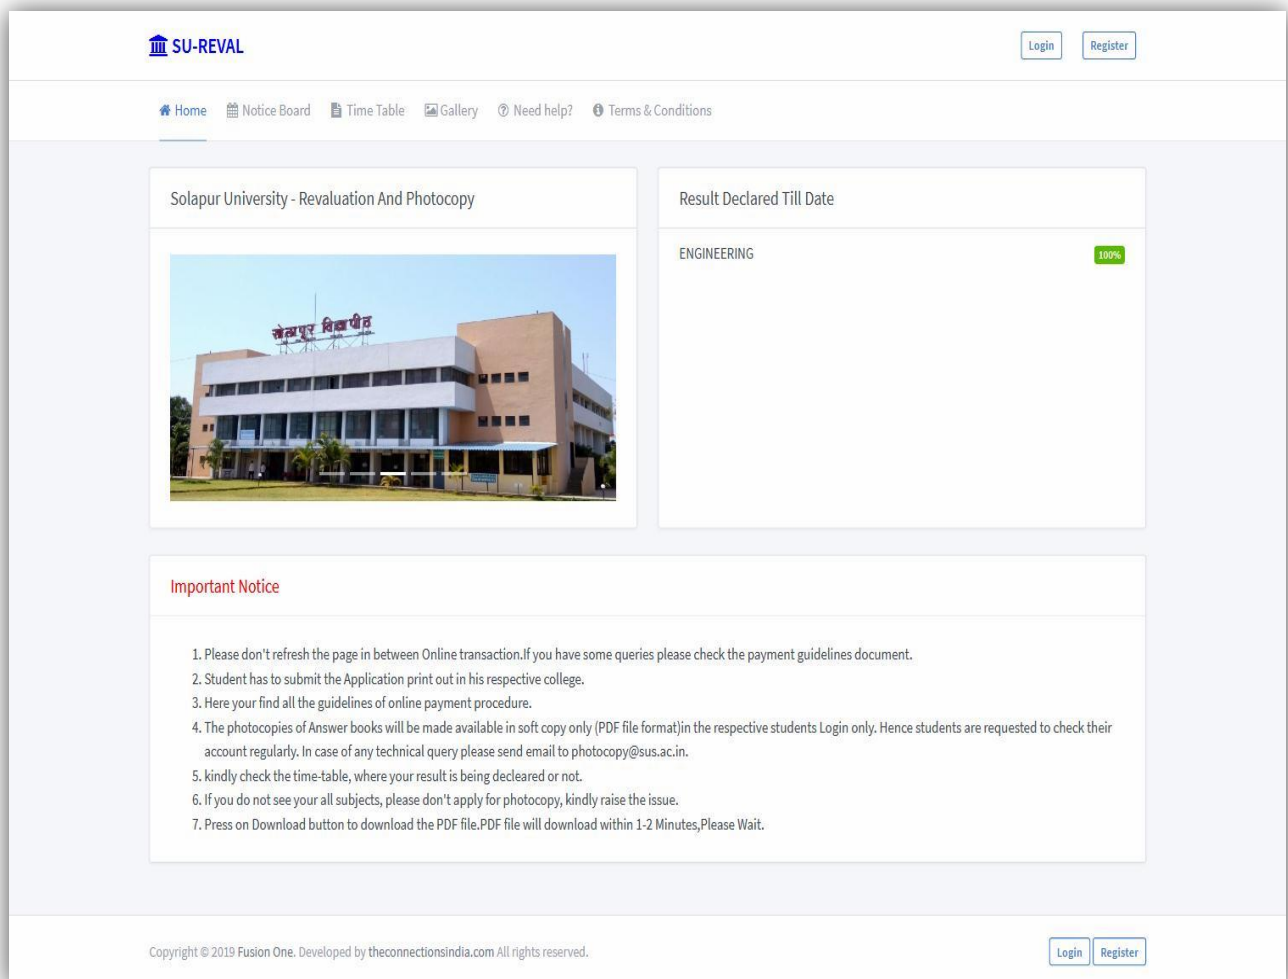 SU-REVAL
Login
Register
Home
Notice Board
Time Table
Gallery
Need help?
Terms & Conditions
Solapur University - Revaluation And Photocopy
Result Declared Till Date
सोलापूर विद्यापीठ
ENGINEERING
100%
Important Notice
1. Please don't refresh the page in between Online transaction.If you have some queries please check the payment guidelines document.
2. Student has to submit the Application print out in his respective college.
3. Here your find all the guidelines of online payment procedure.
4. The photocopies of Answer books will be made available in soft copy only (PDF file format)in the respective students Login only. Hence students are requested to check their
account regularly. In case of any technical query please send email to photocopy@sus.ac.in.
5. kindly check the time-table, where your result is being decleared or not.
6. If you do not see your all subjects, please don't apply for photocopy, kindly raise the issue.
7. Press on Download button to download the PDF file.PDF file will download within 1-2 Minutes,Please Wait.
Copyright © 2019 Fusion One. Developed by theconnectionsindia.com All rights reserved.
Login
Register